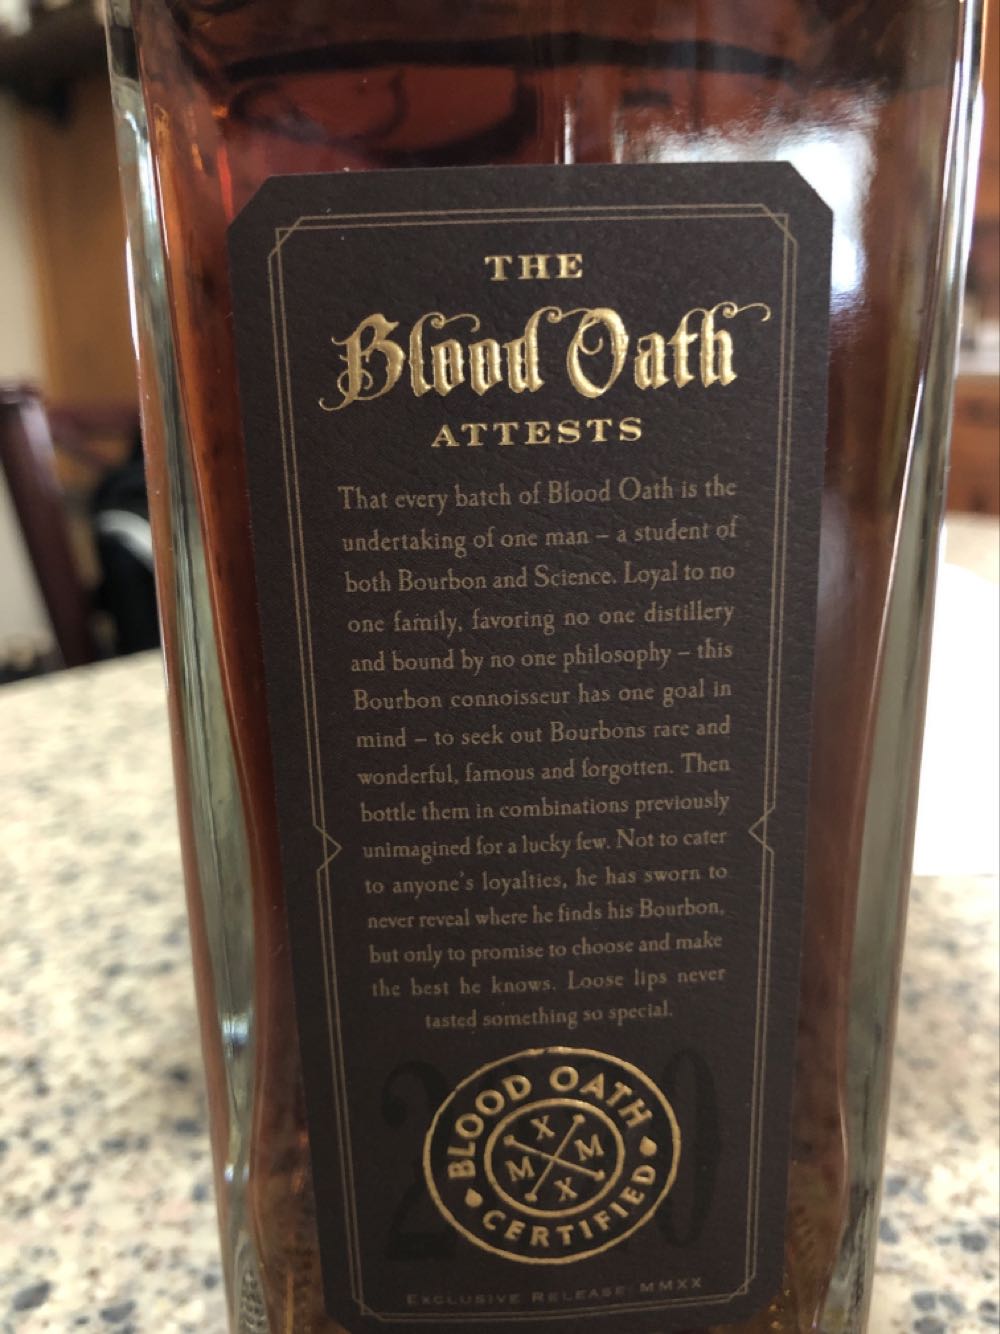 THE
Blood Oath
ATTESTS
That every batch of Blood Oath is the
undertaking of one man – a student of
both Bourbon and Science. Loyal to no
one family, favoring no one distillery
and bound by no one philosophy – this
Bourbon connoisseur has one goal in
mind – to seek out Bourbons rare and
wonderful, famous and forgotten. Then
bottle them in combinations previously
unimagined for a lucky few. Not to cater
to anyone's loyalties, he has sworn to
never reveal where he finds his Bourbon,
but only to promise to choose and make
the best he knows. Loose lips never
tasted something so special.
2020
BLOOD OATH
X
M M
X
CERTIFIED
EXCLUSIVE RELEASE MMXX